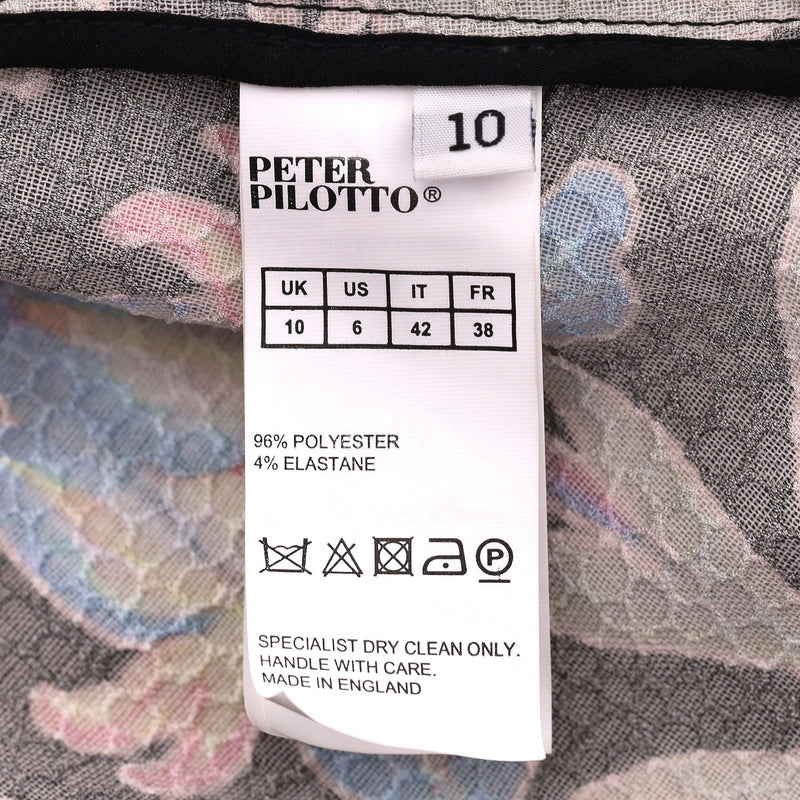 10
PETER
PILOTTO®
UK US IT FR
10 6 42 38
96% POLYESTER
4% ELASTANE
P
SPECIALIST DRY CLEAN ONLY.
HANDLE WITH CARE.
MADE IN ENGLAND